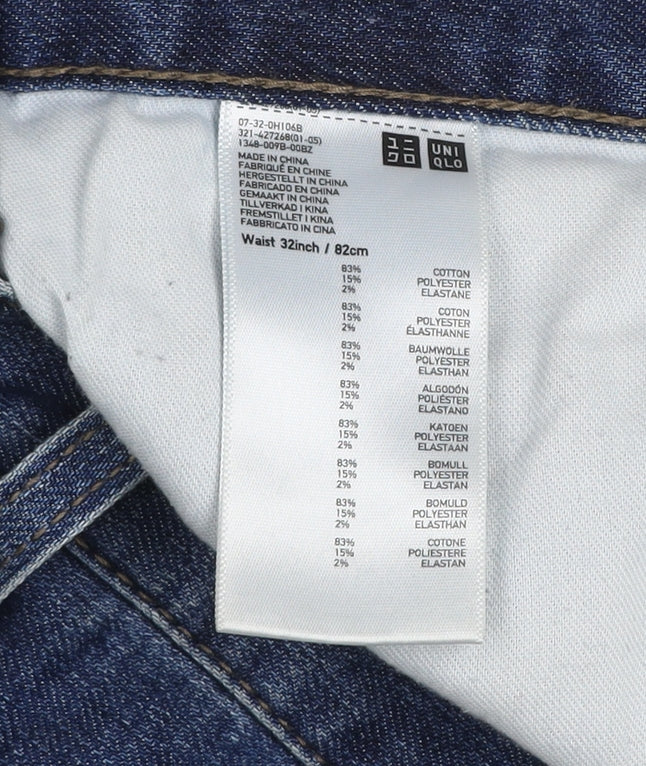 07-32-0H106B
321-427268(01-05)
1348-009B-00BZ
ユニ
クロ
UNI
QLO
MADE IN CHINA
FABRIQUÉ EN CHINE
HERGESTELLT IN CHINA
FABRICADO EN CHINA
GEMAAKT IN CHINA
TILLVERKAD I KINA
FREMSTILLET I KINA
FABBRICATO IN CINA
Waist 32inch / 82cm
83% COTTON
15% POLYESTER
2% ELASTANE
83% COTON
15% POLYESTER
2% ÉLASTHANNE
83% BAUMWOLLE
15% POLYESTER
2% ELASTHAN
83% ALGODÓN
15% POLIÉSTER
2% ELASTANO
83% KATOEN
15% POLYESTER
2% ELASTAAN
83% BOMULL
15% POLYESTER
2% ELASTAN
83% BOMULD
15% POLYESTER
2% ELASTHAN
83% COTONE
15% POLIESTERE
2% ELASTAN